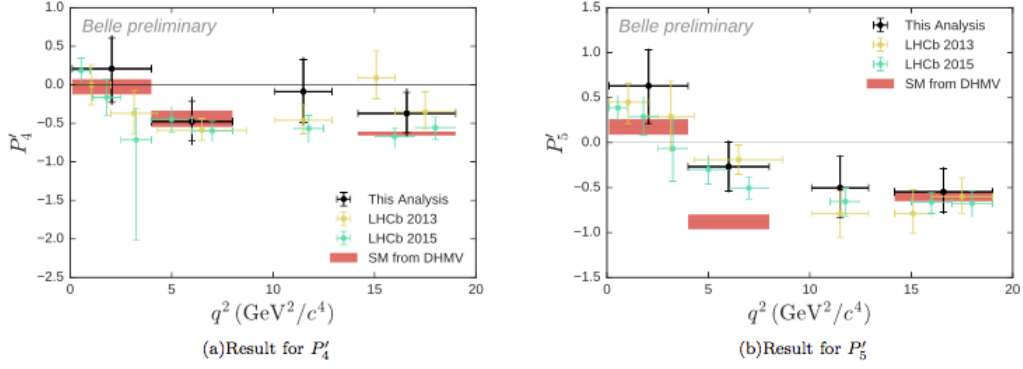 Belle preliminary
0.5
0.0
−0.5
−1.0
−1.5
−2.0
−2.5
P′4
This Analysis
LHCb 2013
LHCb 2015
SM from DHMV
0 5 10 15 20
q² (GeV²/c⁴)
(a)Result for P′4
Belle preliminary
1.5
1.0
0.5
0.0
−0.5
−1.0
−1.5
P′5
This Analysis
LHCb 2013
LHCb 2015
SM from DHMV
0 5 10 15 20
q² (GeV²/c⁴)
(b)Result for P′5